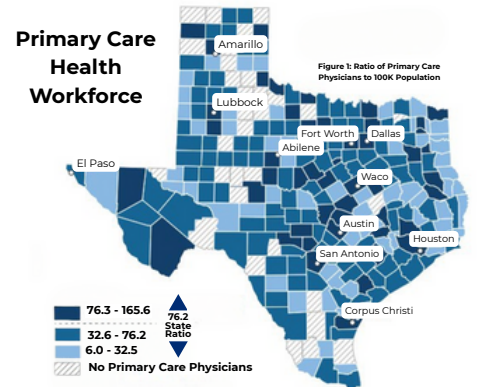 Primary Care
Health
Workforce
Figure 1: Ratio of Primary Care
Physicians to 100K Population
Amarillo
Lubbock
Fort Worth
Dallas
Abilene
El Paso
Waco
Austin
Houston
San Antonio
Corpus Christi
76.3 - 165.6
76.2
State
Ratio
32.6 - 76.2
6.0 - 32.5
No Primary Care Physicians